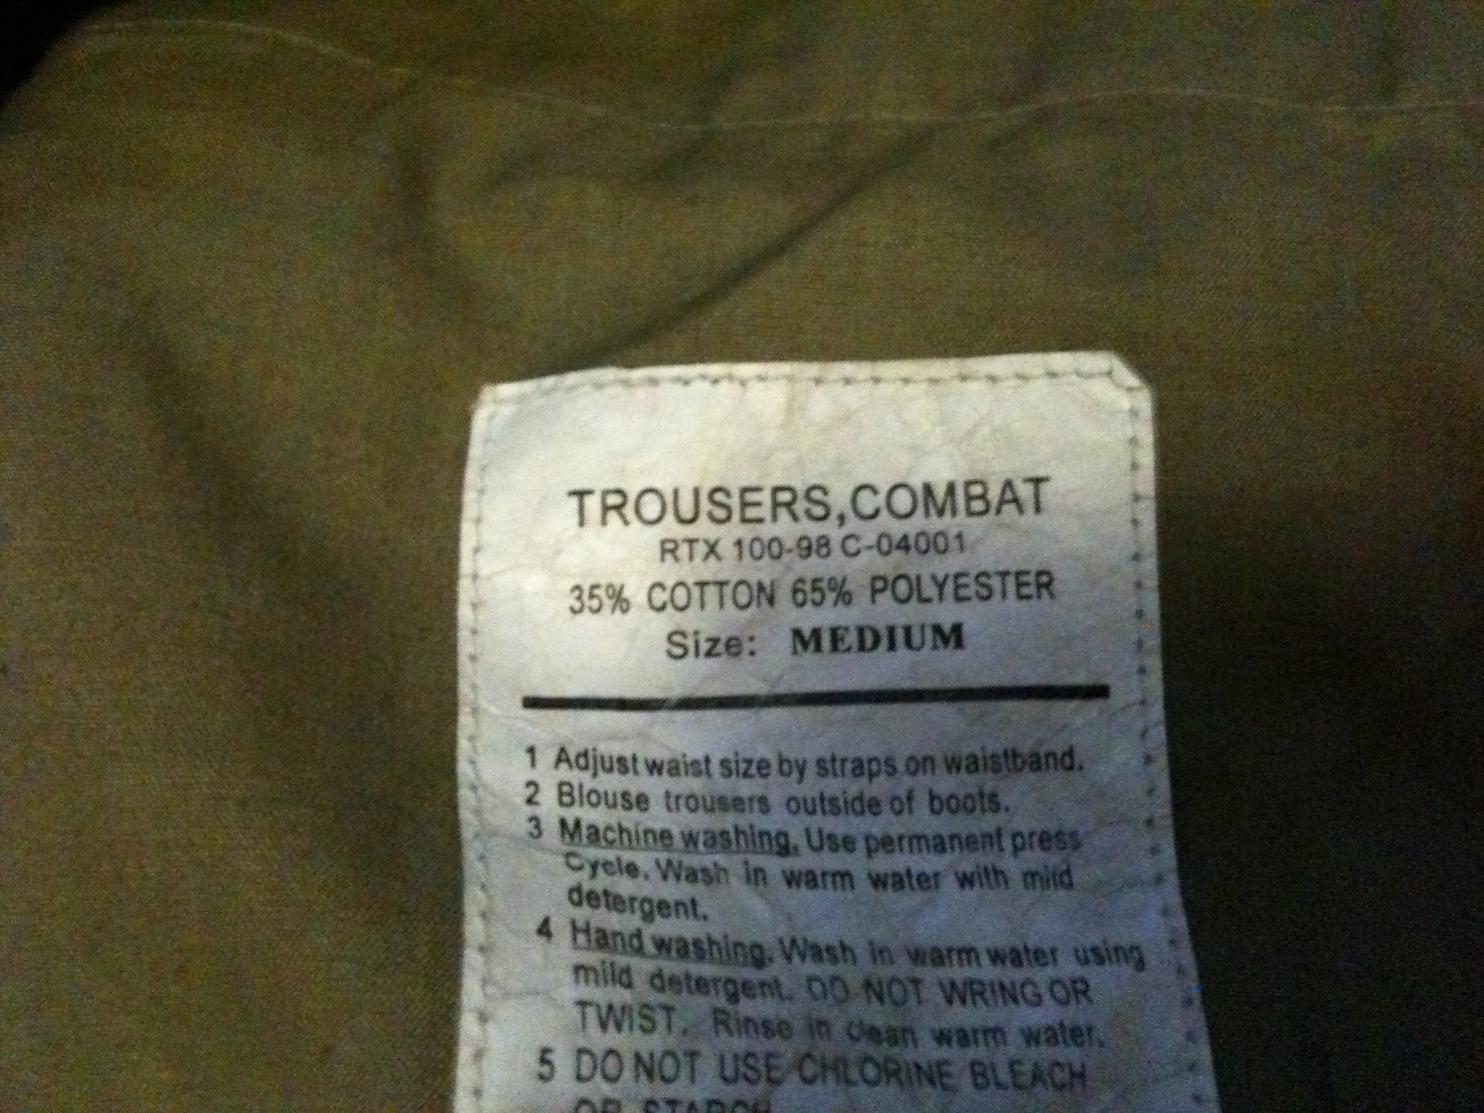 TROUSERS,COMBAT
RTX 100-98 C-04001
35% COTTON 65% POLYESTER
Size: MEDIUM
1 Adjust waist size by straps on waistband.
2 Blouse trousers outside of boots.
3 Machine washing. Use permanent press
Cycle. Wash in warm water with mild
detergent.
4 Hand washing. Wash in warm water using
mild detergent. DO NOT WRING OR
TWIST. Rinse in clean warm water.
5 DO NOT USE CHLORINE BLEACH
OR STARCH